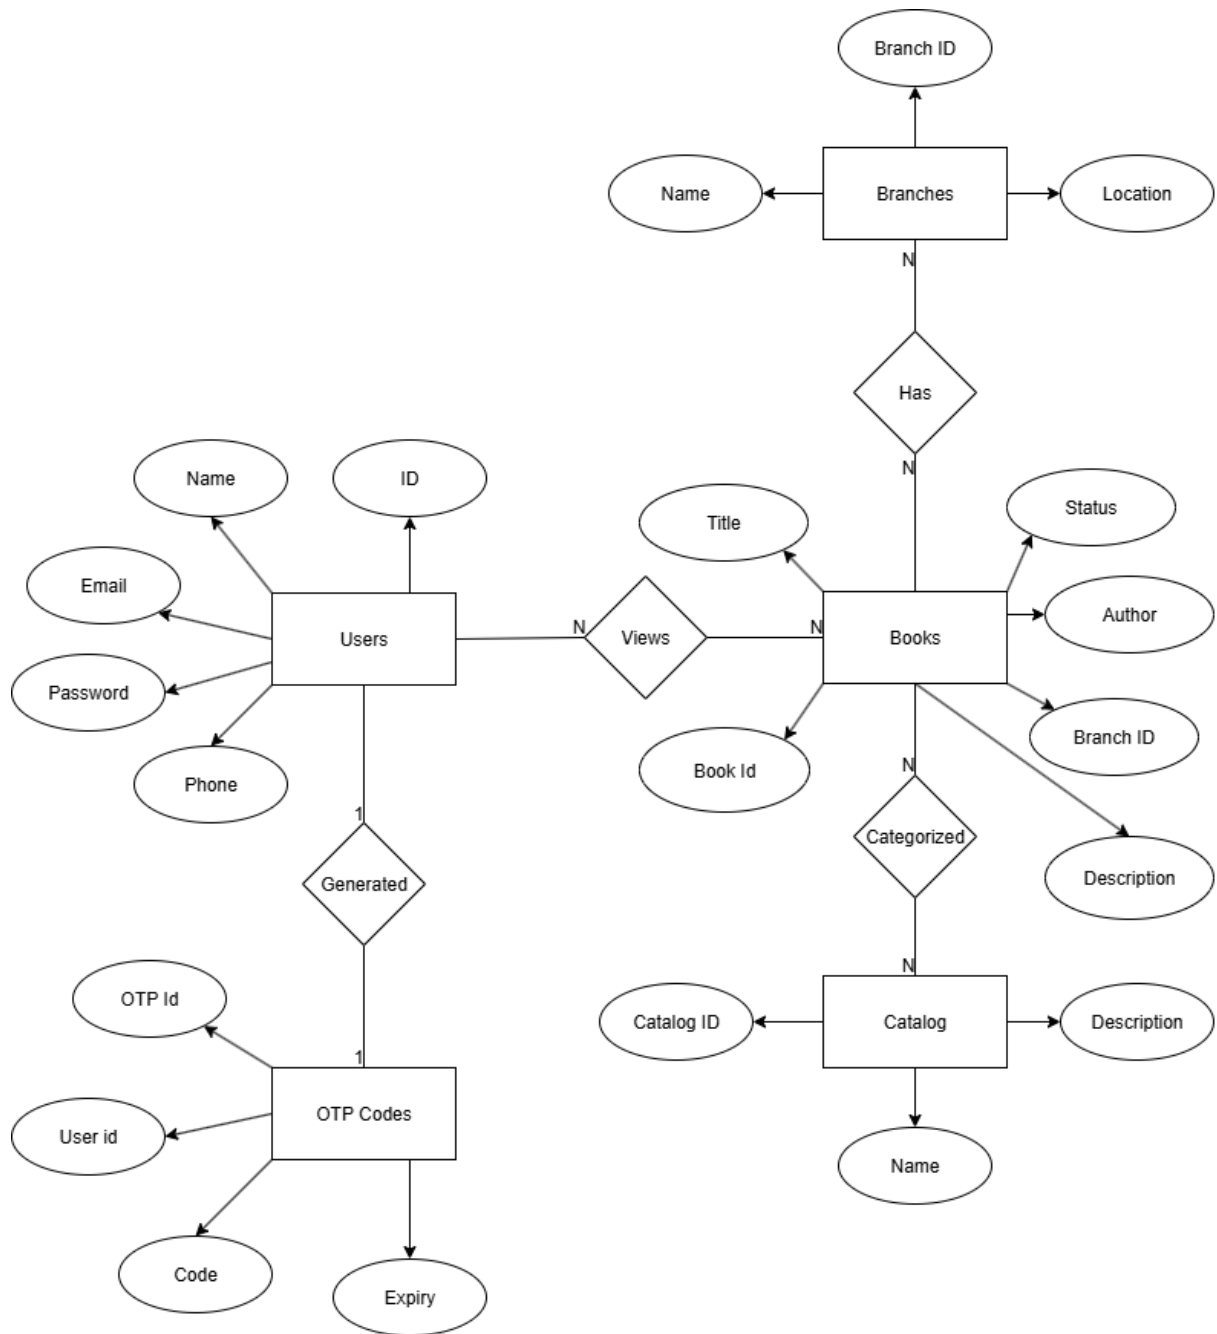 Branch ID
Name
Branches
Location
N
Has
N
Name
ID
Title
Status
Email
Users
N
Views
N
Books
Author
Password
Branch ID
Book Id
Phone
N
1
Categorized
Generated
Description
N
OTP Id
Catalog ID
Catalog
Description
1
OTP Codes
User id
Name
Code
Expiry